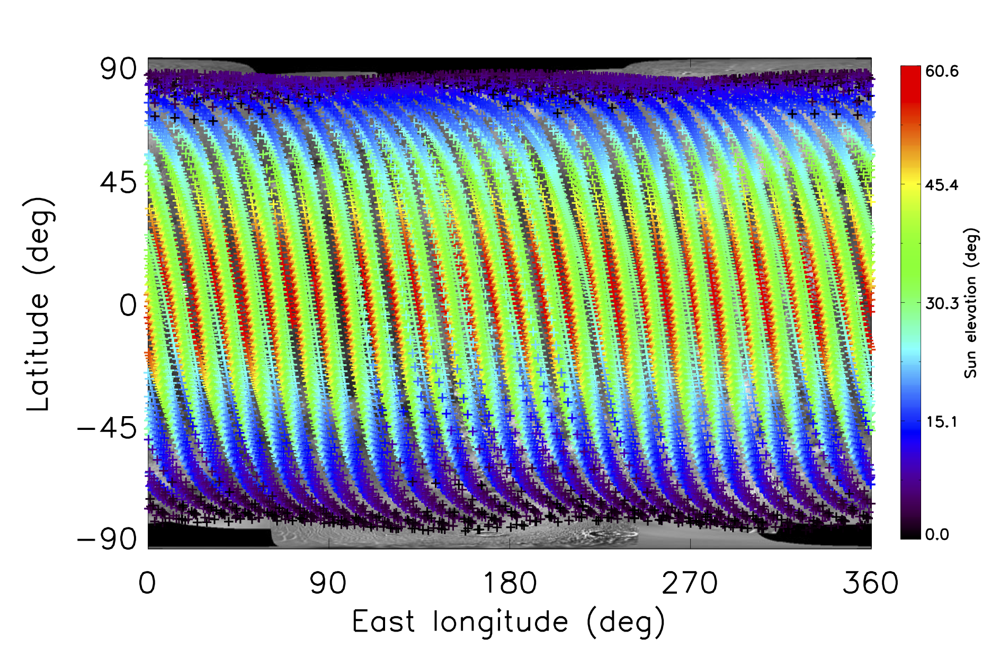 90
45
0
−45
−90
Latitude (deg)
0 90 180 270 360
East longitude (deg)
60.6
45.4
30.3
15.1
0.0
Sun elevation (deg)